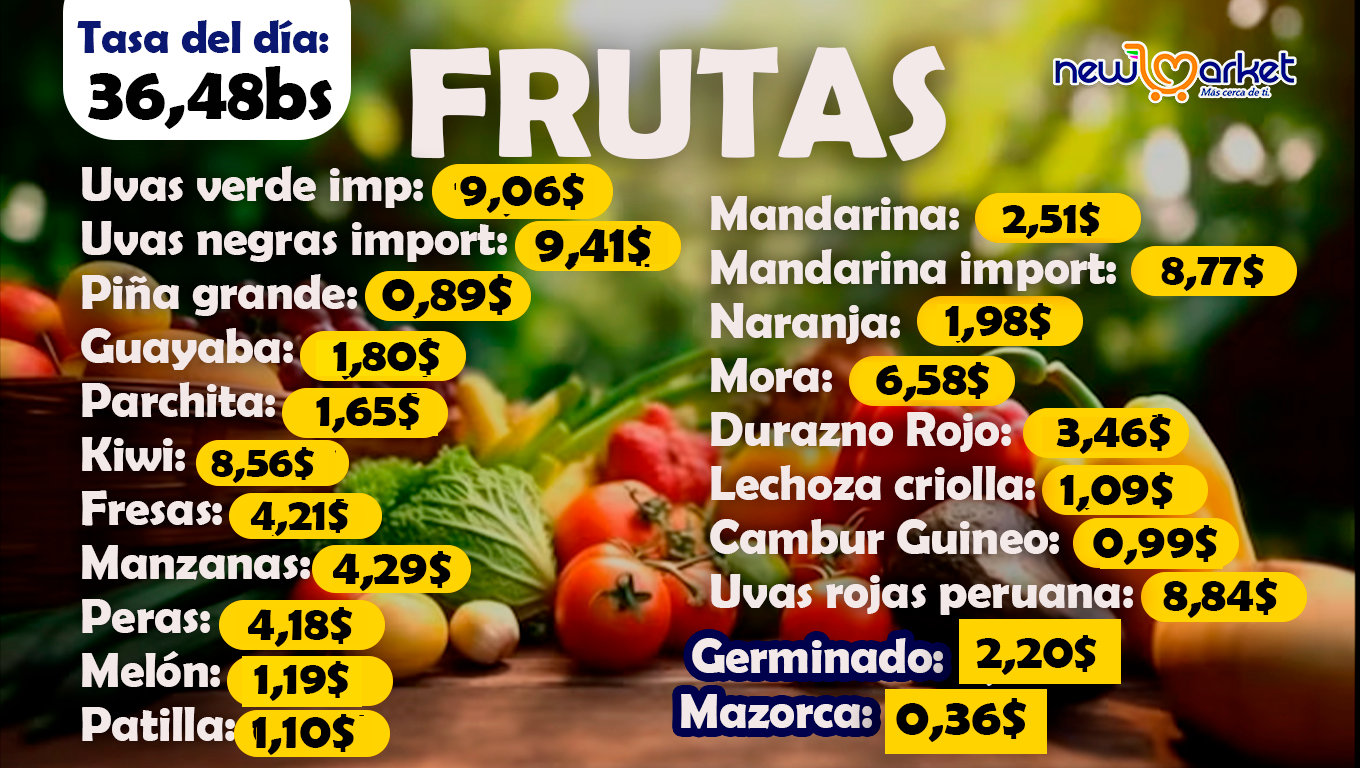 Tasa del día:
36,48bs
FRUTAS
newmarket
Más cerca de ti.
Uvas verde imp: 9,06$
Uvas negras import: 9,41$
Piña grande: 0,89$
Guayaba: 1,80$
Parchita: 1,65$
Kiwi: 8,56$
Fresas: 4,21$
Manzanas: 4,29$
Peras: 4,18$
Melón: 1,19$
Patilla: 1,10$
Mandarina: 2,51$
Mandarina import: 8,77$
Naranja: 1,98$
Mora: 6,58$
Durazno Rojo: 3,46$
Lechoza criolla: 1,09$
Cambur Guineo: 0,99$
Uvas rojas peruana: 8,84$
Germinado: 2,20$
Mazorca: 0,36$